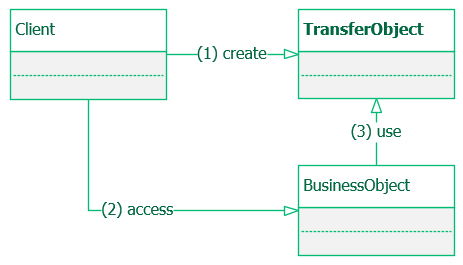 Client
TransferObject
(1) create
(3) use
BusinessObject
(2) access